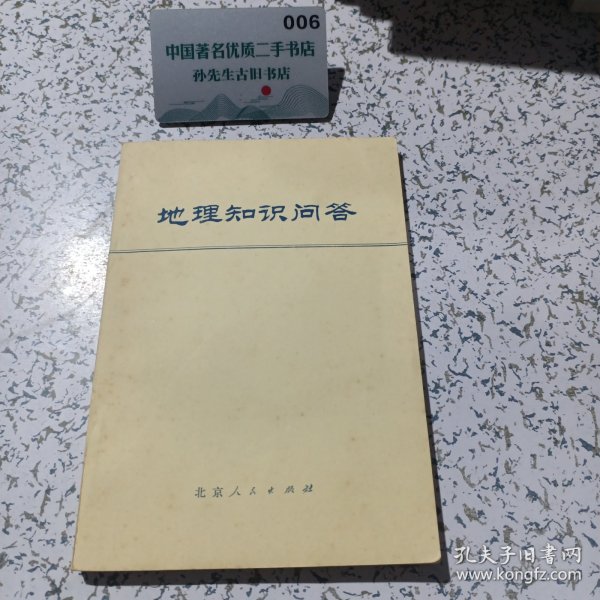 006
中国著名优质二手书店
孙先生古旧书店
地理知识问答
北京人民出版社
孔夫子旧书网
www.kongfz.com